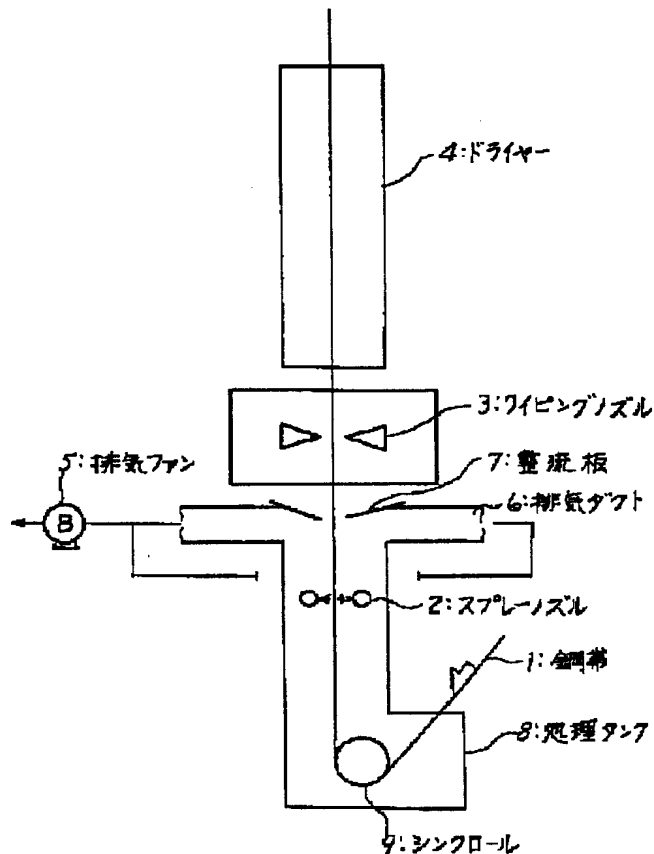 4:ドライヤー
3:ワイピングノズル
7:整流板
5:排気ファン
6:排気ダクト
B
2:スプレーノズル
1:鋼帯
8:処理タンク
9:シンクロール